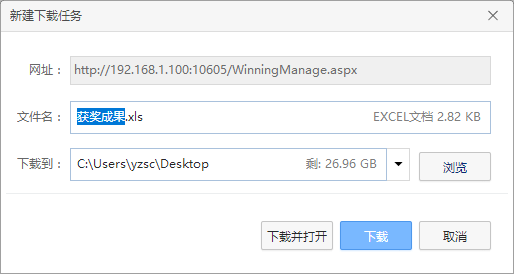 新建下载任务
网址： http://192.168.1.100:10605/WinningManage.aspx
文件名： 获奖成果.xls EXCEL文档 2.82 KB
下载到： C:\Users\yzsc\Desktop 剩: 26.96 GB 浏览
下载并打开 下载 取消